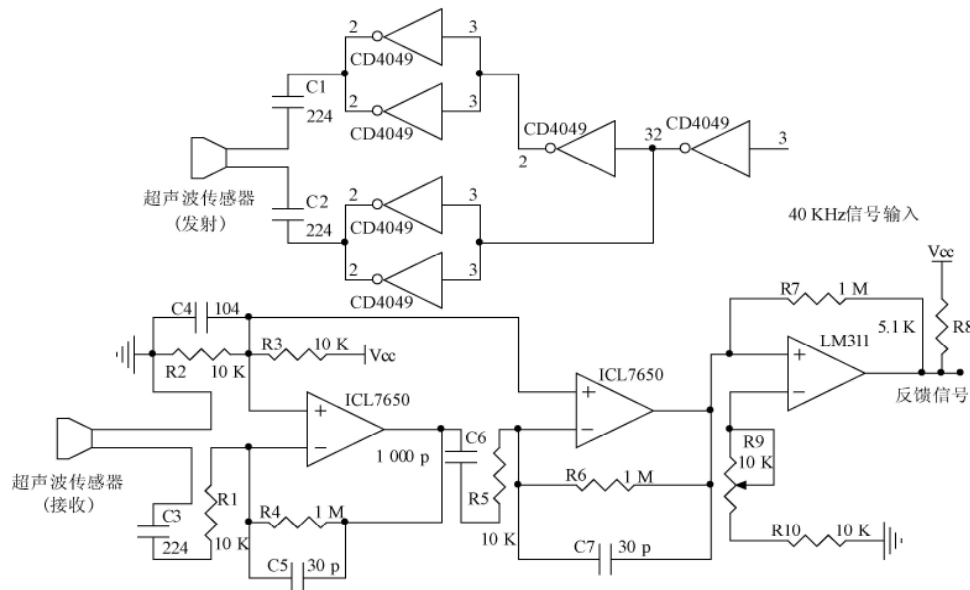 2
3
CD4049
C1
224
2
3
CD4049
CD4049
CD4049
2
32
3
超声波传感器
(发射)
C2
224
2
3
CD4049
2
3
CD4049
40 KHz信号输入
Vcc
C4
104
R7
1 M
R8
5.1 K
R2
10 K
R3
10 K
Vcc
LM311
+
−
反馈信号
ICL7650
+
−
ICL7650
+
−
C6
1 000 p
R9
10 K
超声波传感器
(接收)
R1
10 K
R4
1 M
R5
10 K
R6
1 M
C3
224
C5
30 p
C7
30 p
R10
10 K